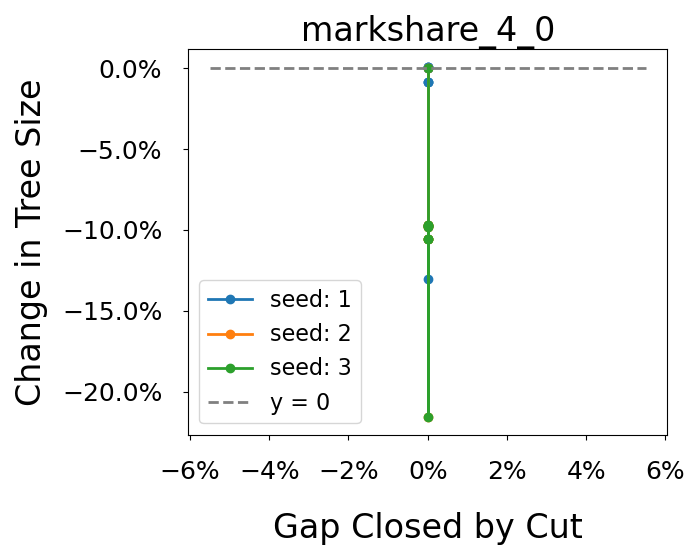 markshare_4_0
Change in Tree Size
0.0%
−5.0%
−10.0%
−15.0%
−20.0%
seed: 1
seed: 2
seed: 3
y = 0
−6% −4% −2% 0% 2% 4% 6%
Gap Closed by Cut